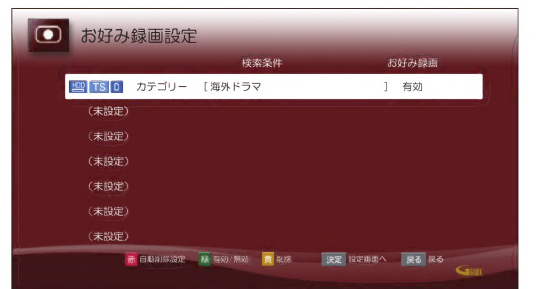 お好み録画設定
検索条件 お好み録画
HDD TS 0 カテゴリー [海外ドラマ ] 有効
（未設定）
（未設定）
（未設定）
（未設定）
（未設定）
（未設定）
赤 自動削除設定 緑 有効/無効 黄 削除 決定 設定画面へ 戻る 戻る